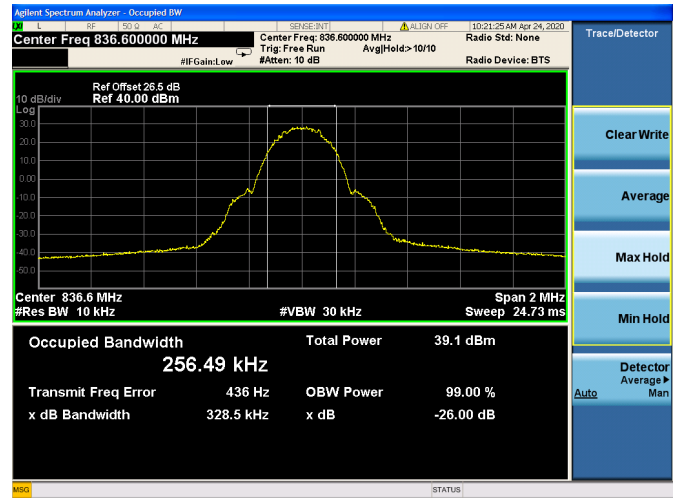 Agilent Spectrum Analyzer - Occupied BW
L RF 50 Ω AC SENSE:INT ALIGN OFF 10:21:25 AM Apr 24, 2020
Center Freq 836.600000 MHz
Center Freq: 836.600000 MHz
Radio Std: None
Trig: Free Run Avg|Hold:>10/10
#IFGain:Low #Atten: 10 dB Radio Device: BTS
Ref Offset 26.5 dB
10 dB/div Ref 40.00 dBm
Log
30.0
20.0
10.0
0.00
-10.0
-20.0
-30.0
-40.0
-50.0
Center 836.6 MHz Span 2 MHz
#Res BW 10 kHz #VBW 30 kHz Sweep 24.73 ms
Occupied Bandwidth Total Power 39.1 dBm
256.49 kHz
Transmit Freq Error 436 Hz OBW Power 99.00 %
x dB Bandwidth 328.5 kHz x dB -26.00 dB
Trace/Detector
Clear Write
Average
Max Hold
Min Hold
Detector
Average
Auto Man
MSG STATUS